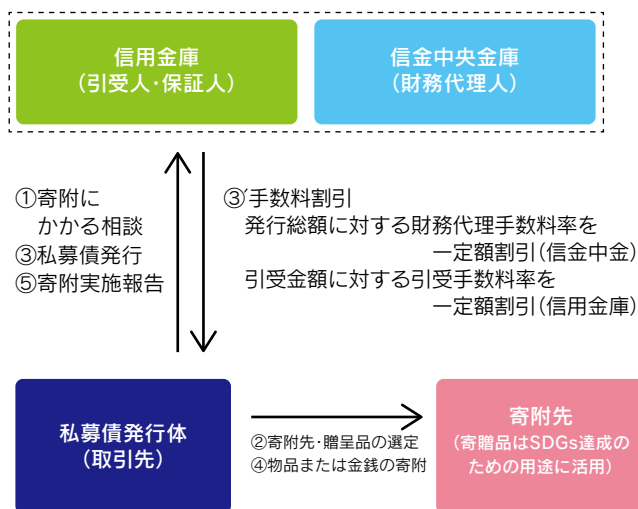 信用金庫
（引受人・保証人）
信金中央金庫
（財務代理人）
①寄附に
かかる相談
③私募債発行
⑤寄附実施報告
③´手数料割引
発行総額に対する財務代理手数料率を
一定額割引（信金中金）
引受金額に対する引受手数料率を
一定額割引（信用金庫）
私募債発行体
（取引先）
②寄附先・贈呈品の選定
④物品または金銭の寄附
寄附先
（寄贈品はSDGs達成の
ための用途に活用）